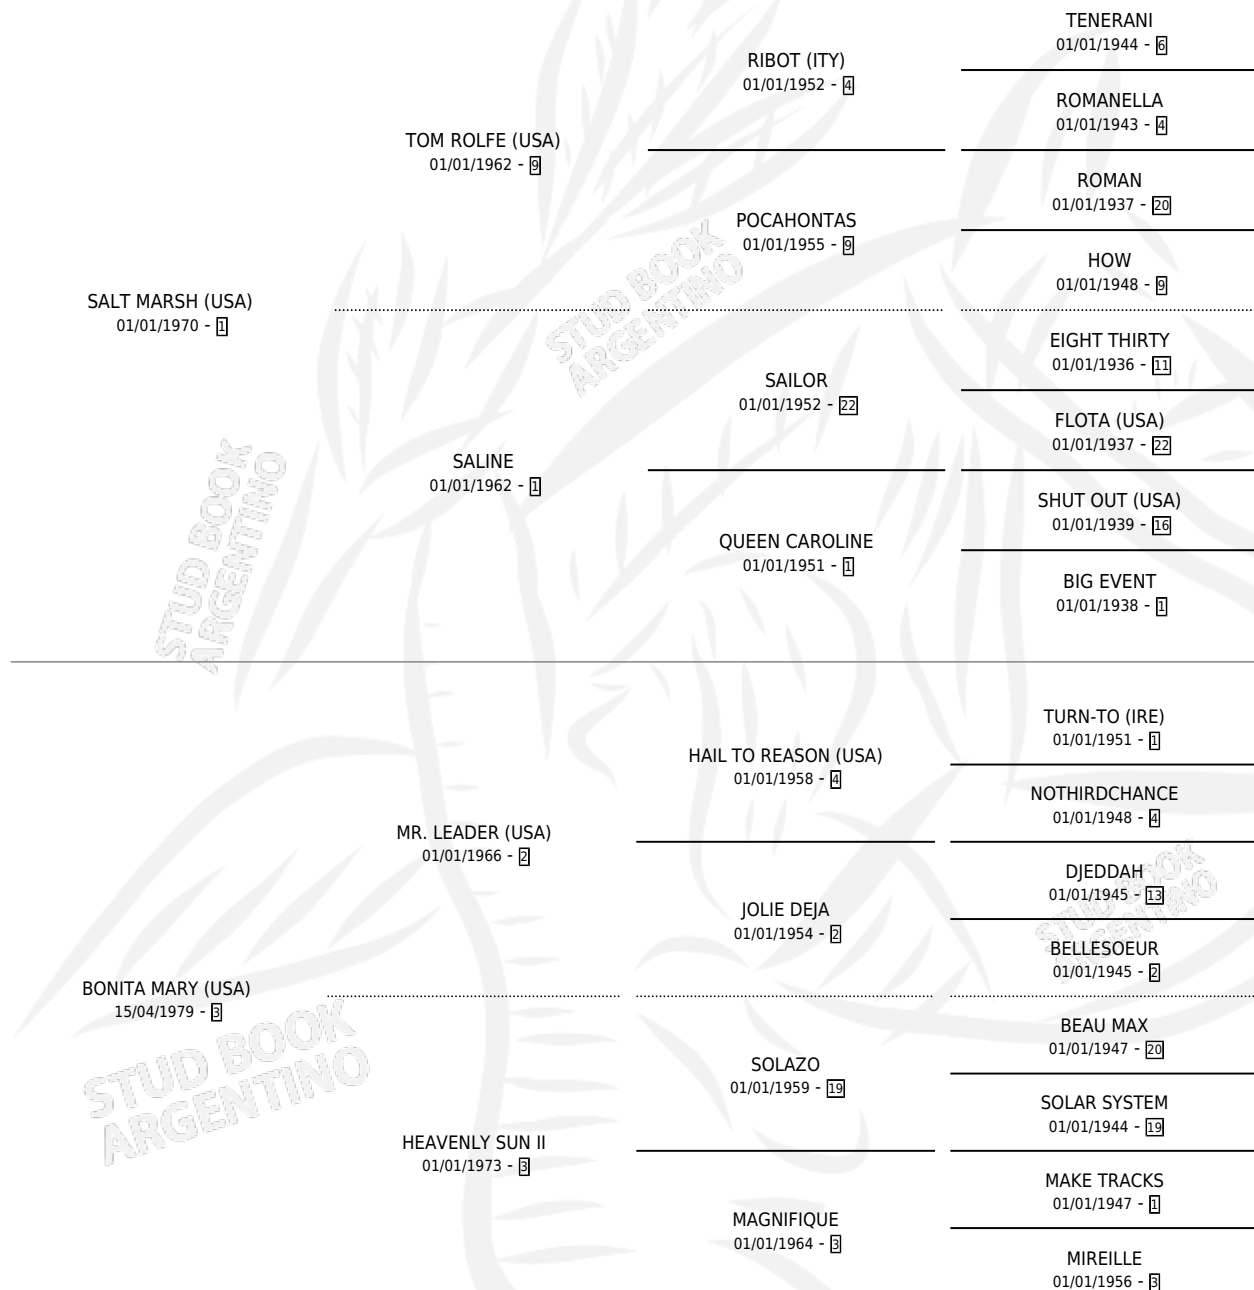 TENERANI
01/01/1944 - 6
RIBOT (ITY)
01/01/1952 - 4
ROMANELLA
01/01/1943 - 4
TOM ROLFE (USA)
01/01/1962 - 9
ROMAN
01/01/1937 - 20
POCAHONTAS
01/01/1955 - 9
HOW
01/01/1948 - 9
SALT MARSH (USA)
01/01/1970 - 1
EIGHT THIRTY
01/01/1936 - 11
SAILOR
01/01/1952 - 22
FLOTA (USA)
01/01/1937 - 22
SALINE
01/01/1962 - 1
SHUT OUT (USA)
01/01/1939 - 16
QUEEN CAROLINE
01/01/1951 - 1
BIG EVENT
01/01/1938 - 1
STUD BOOK
ARGENTINO
STUD BOOK
ARGENTINO
TURN-TO (IRE)
01/01/1951 - 1
HAIL TO REASON (USA)
01/01/1958 - 4
NOTHIRDCHANCE
01/01/1948 - 4
MR. LEADER (USA)
01/01/1966 - 2
DJEDDAH
01/01/1945 - 13
JOLIE DEJA
01/01/1954 - 2
BELLESOEUR
01/01/1945 - 2
BONITA MARY (USA)
15/04/1979 - 3
BEAU MAX
01/01/1947 - 20
SOLAZO
01/01/1959 - 19
SOLAR SYSTEM
01/01/1944 - 19
HEAVENLY SUN II
01/01/1973 - 3
MAKE TRACKS
01/01/1947 - 1
MAGNIFIQUE
01/01/1964 - 3
MIREILLE
01/01/1956 - 3
STUD BOOK
ARGENTINO
STUD BOOK
ARGENTINO